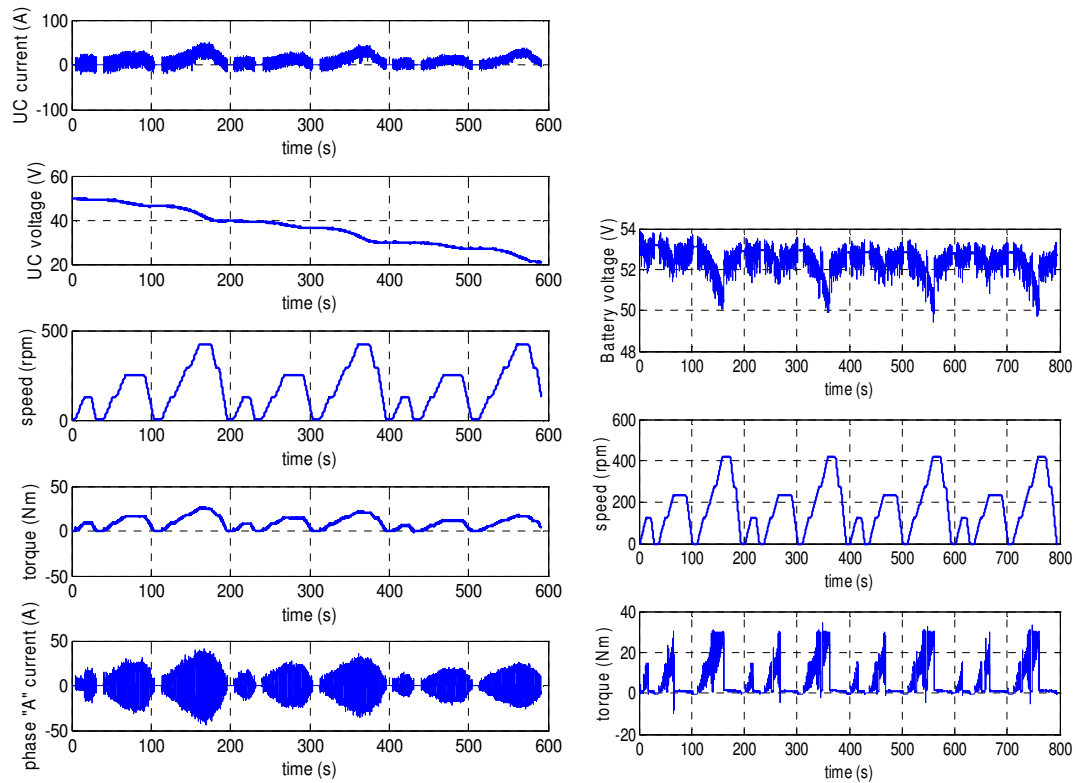 UC current (A)
100
0
-100
0 100 200 300 400 500 600
time (s)
UC voltage (V)
60
40
20
0 100 200 300 400 500 600
time (s)
speed (rpm)
500
0
0 100 200 300 400 500 600
time (s)
torque (Nm)
50
0
-50
0 100 200 300 400 500 600
time (s)
phase "A" current (A)
50
0
-50
0 100 200 300 400 500 600
time (s)
Battery voltage (V)
54
52
50
48
0 100 200 300 400 500 600 700 800
time (s)
speed (rpm)
600
400
200
0
0 100 200 300 400 500 600 700 800
time (s)
torque (Nm)
40
20
0
-20
0 100 200 300 400 500 600 700 800
time (s)